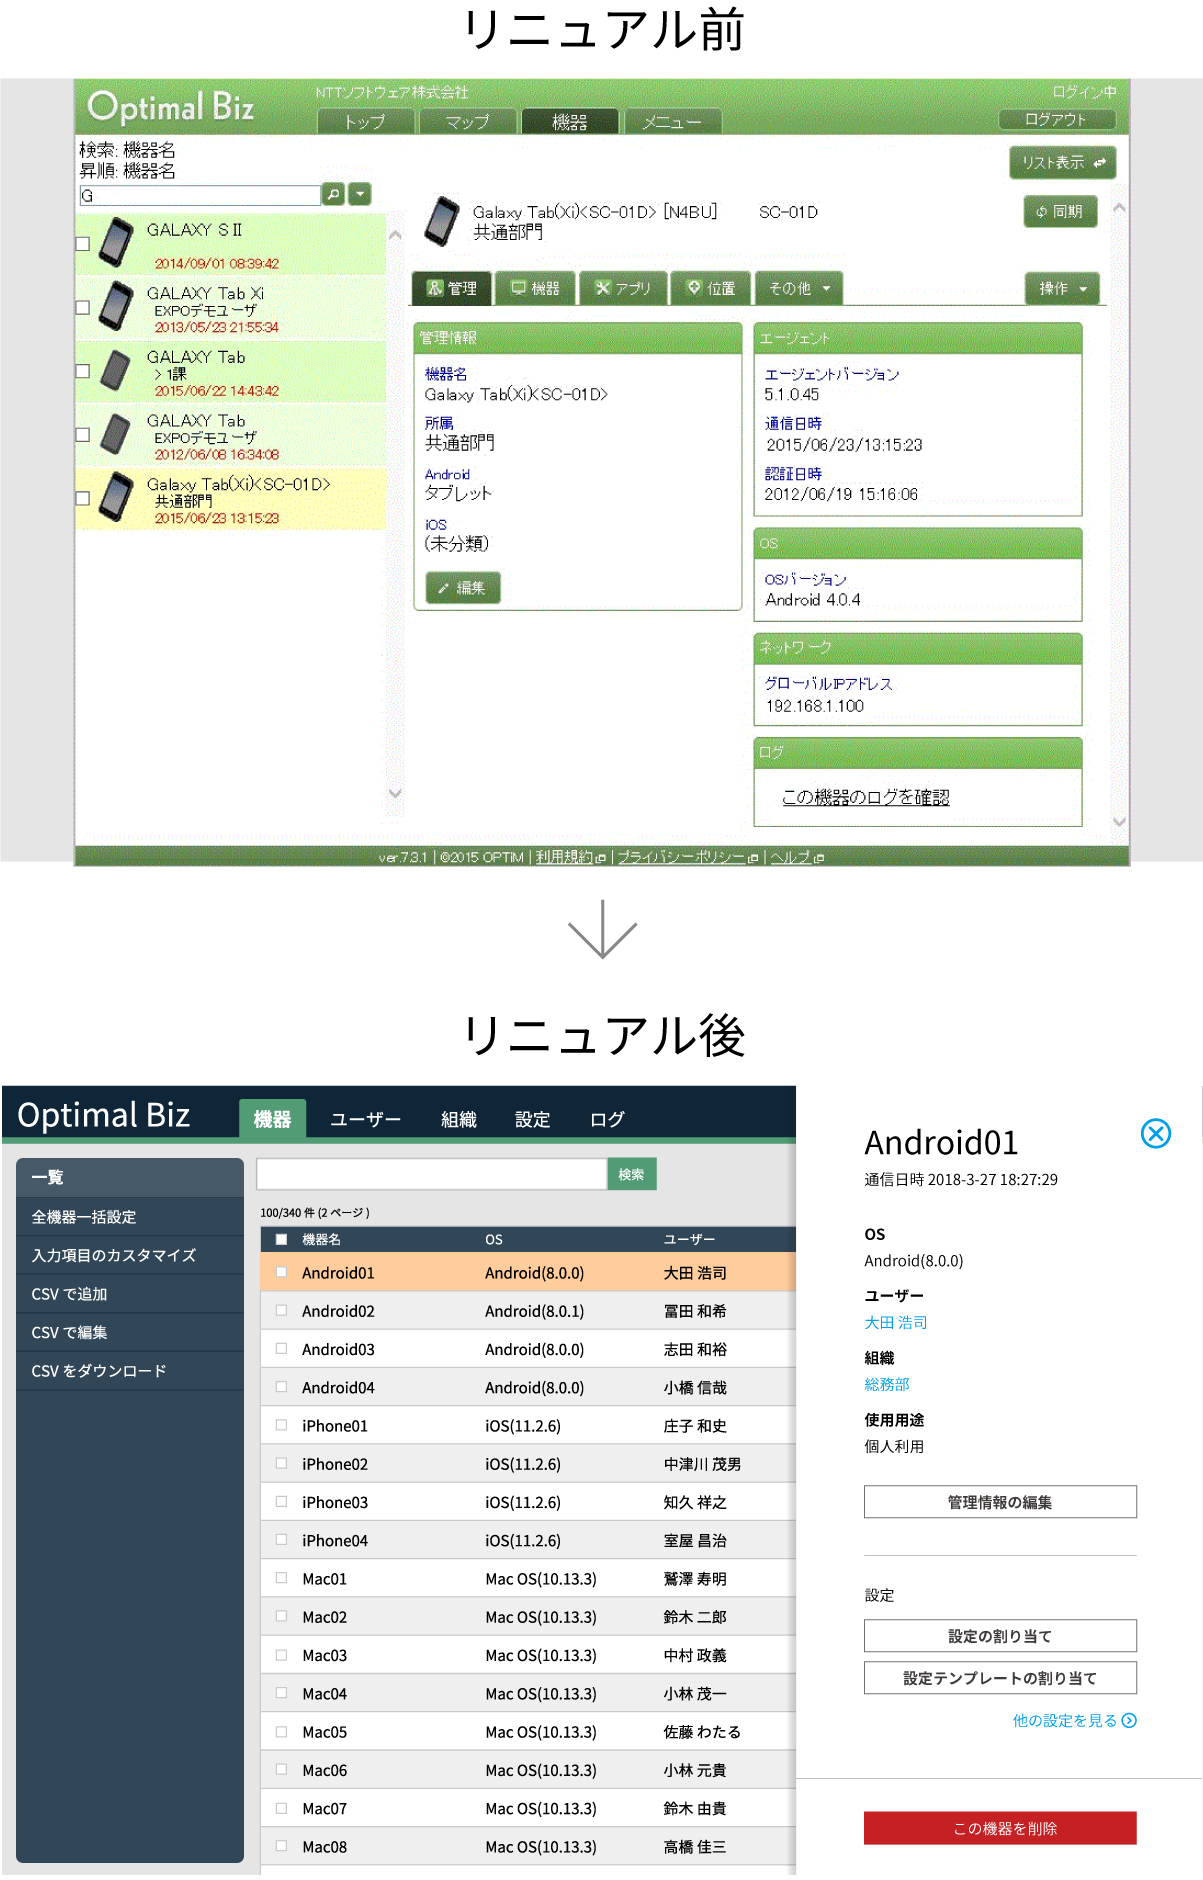 リニュアル前
Optimal Biz
NTTソフトウェア株式会社
ログイン中
トップ
マップ
機器
メニュー
ログアウト
検索: 機器名
昇順: 機器名
G
リスト表示
GALAXY SⅡ
2014/09/01 08:39:42
GALAXY Tab Xi
EXPOデモユーザ
2013/05/23 21:55:34
GALAXY Tab
> 1課
2015/06/22 14:43:42
GALAXY Tab
EXPOデモユーザ
2012/06/08 16:34:08
Galaxy Tab(Xi)<SC-01D>
共通部門
2015/06/23 13:15:23
Galaxy Tab(Xi)<SC-01D> [N4BU] SC-01D
共通部門
同期
管理
機器
アプリ
位置
その他
操作
管理情報
機器名
Galaxy Tab(Xi)<SC-01D>
所属
共通部門
Android
タブレット
iOS
(未分類)
編集
エージェント
エージェントバージョン
5.1.0.45
通信日時
2015/06/23/13:15:23
認証日時
2012/06/19 15:16:06
OS
OSバージョン
Android 4.0.4
ネットワーク
グローバルIPアドレス
192.168.1.100
ログ
この機器のログを確認
ver.7.3.1 | ©2015 OPTiM | 利用規約 | プライバシーポリシー | ヘルプ
リニュアル後
Optimal Biz
機器
ユーザー
組織
設定
ログ
一覧
全機器一括設定
入力項目のカスタマイズ
CSV で追加
CSV で編集
CSV をダウンロード
検索
100/340 件 (2 ページ )
機器名 OS ユーザー
Android01 Android(8.0.0) 大田 浩司
Android02 Android(8.0.1) 冨田 和希
Android03 Android(8.0.0) 志田 和裕
Android04 Android(8.0.0) 小橋 信哉
iPhone01 iOS(11.2.6) 庄子 和史
iPhone02 iOS(11.2.6) 中津川 茂男
iPhone03 iOS(11.2.6) 知久 祥之
iPhone04 iOS(11.2.6) 室屋 昌治
Mac01 Mac OS(10.13.3) 鷲澤 寿明
Mac02 Mac OS(10.13.3) 鈴木 二郎
Mac03 Mac OS(10.13.3) 中村 政義
Mac04 Mac OS(10.13.3) 小林 茂一
Mac05 Mac OS(10.13.3) 佐藤 わたる
Mac06 Mac OS(10.13.3) 小林 元貴
Mac07 Mac OS(10.13.3) 鈴木 由貴
Mac08 Mac OS(10.13.3) 高橋 佳三
Android01
通信日時 2018-3-27 18:27:29
OS
Android(8.0.0)
ユーザー
大田 浩司
組織
総務部
使用用途
個人利用
管理情報の編集
設定
設定の割り当て
設定テンプレートの割り当て
他の設定を見る
この機器を削除